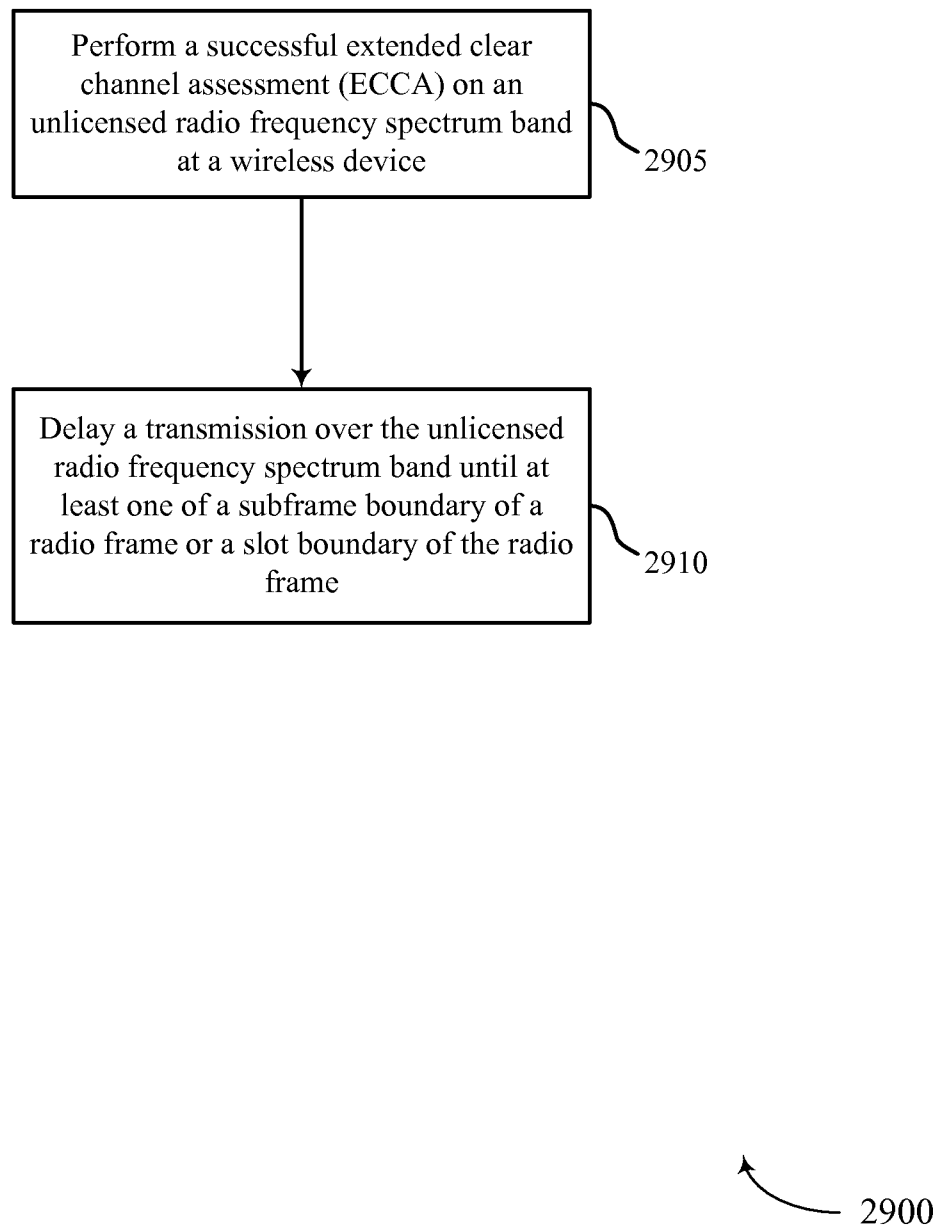 Perform a successful extended clear
channel assessment (ECCA) on an
unlicensed radio frequency spectrum band
at a wireless device
2905
Delay a transmission over the unlicensed
radio frequency spectrum band until at
least one of a subframe boundary of a
radio frame or a slot boundary of the radio
frame
2910
2900